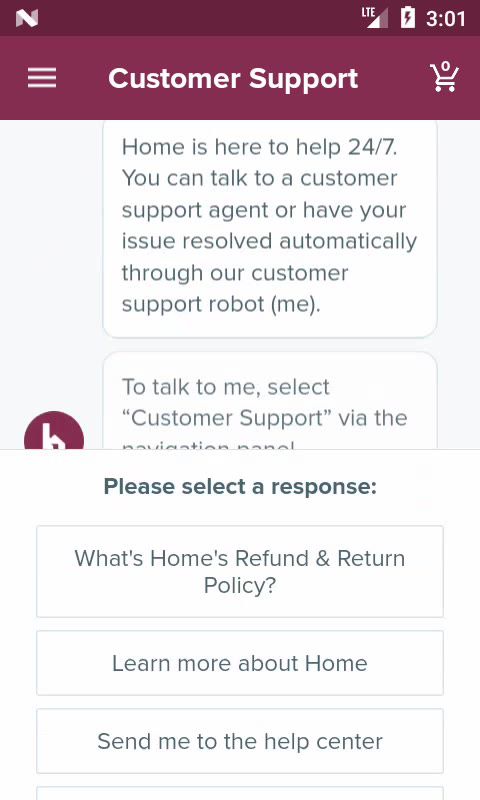 LTE
3:01
Customer Support
0
Home is here to help 24/7.
You can talk to a customer
support agent or have your
issue resolved automatically
through our customer
support robot (me).
To talk to me, select
“Customer Support” via the
navigation panel
Please select a response:
What's Home's Refund & Return
Policy?
Learn more about Home
Send me to the help center